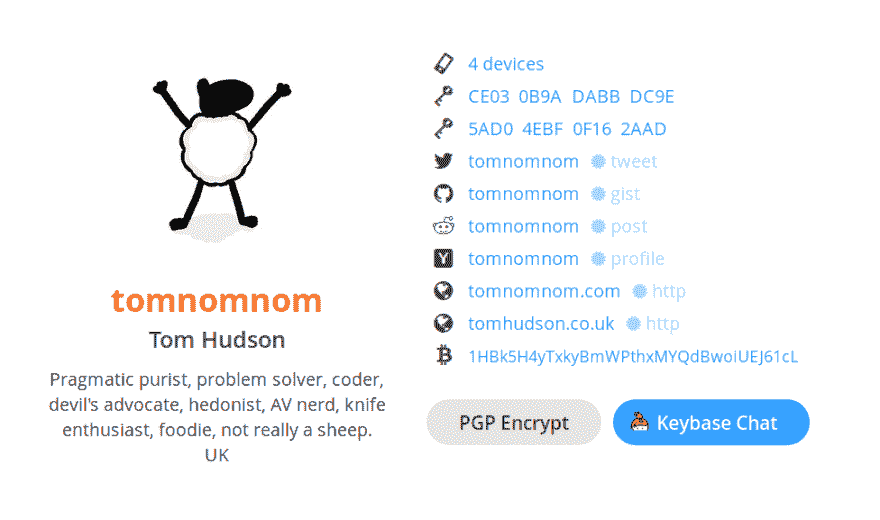 tomnomnom
Tom Hudson
Pragmatic purist, problem solver, coder,
devil's advocate, hedonist, AV nerd, knife
enthusiast, foodie, not really a sheep.
UK
4 devices
CE03 0B9A DABB DC9E
5AD0 4EBF 0F16 2AAD
tomnomnom tweet
tomnomnom gist
tomnomnom post
Y tomnomnom profile
tomnomnom.com http
tomhudson.co.uk http
1HBk5H4yTxkyBmWPthxMYQdBwoiUEJ61cL
PGP Encrypt Keybase Chat